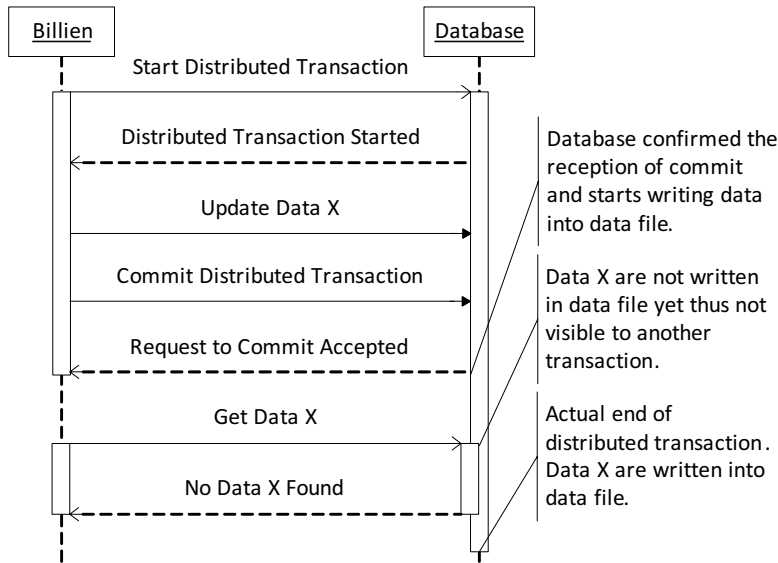 Billien
Database
Start Distributed Transaction
Distributed Transaction Started
Update Data X
Commit Distributed Transaction
Request to Commit Accepted
Get Data X
No Data X Found
Database confirmed the
reception of commit
and starts writing data
into data file.
Data X are not written
in data file yet thus not
visible to another
transaction.
Actual end of
distributed transaction.
Data X are written into
data file.